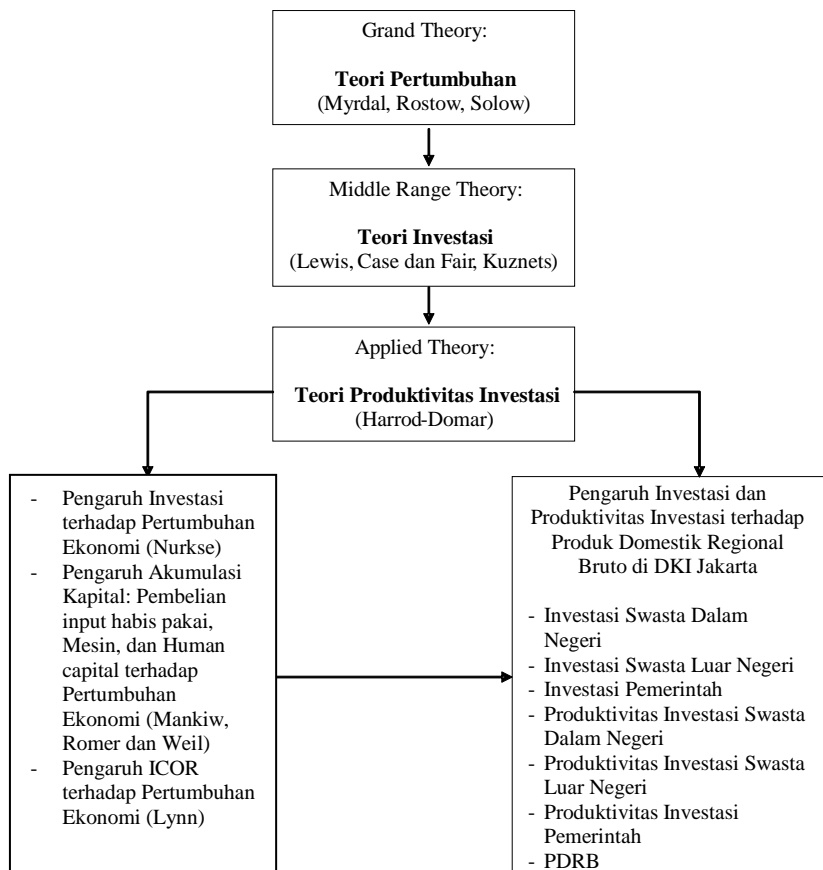 Grand Theory:
Teori Pertumbuhan
(Myrdal, Rostow, Solow)
Middle Range Theory:
Teori Investasi
(Lewis, Case dan Fair, Kuznets)
Applied Theory:
Teori Produktivitas Investasi
(Harrod-Domar)
- Pengaruh Investasi
terhadap Pertumbuhan
Ekonomi (Nurkse)
- Pengaruh Akumulasi
Kapital: Pembelian
input habis pakai,
Mesin, dan Human
capital terhadap
Pertumbuhan
Ekonomi (Mankiw,
Romer dan Weil)
- Pengaruh ICOR
terhadap Pertumbuhan
Ekonomi (Lynn)
Pengaruh Investasi dan
Produktivitas Investasi terhadap
Produk Domestik Regional
Bruto di DKI Jakarta
- Investasi Swasta Dalam
Negeri
- Investasi Swasta Luar Negeri
- Investasi Pemerintah
- Produktivitas Investasi Swasta
Dalam Negeri
- Produktivitas Investasi Swasta
Luar Negeri
- Produktivitas Investasi
Pemerintah
- PDRB